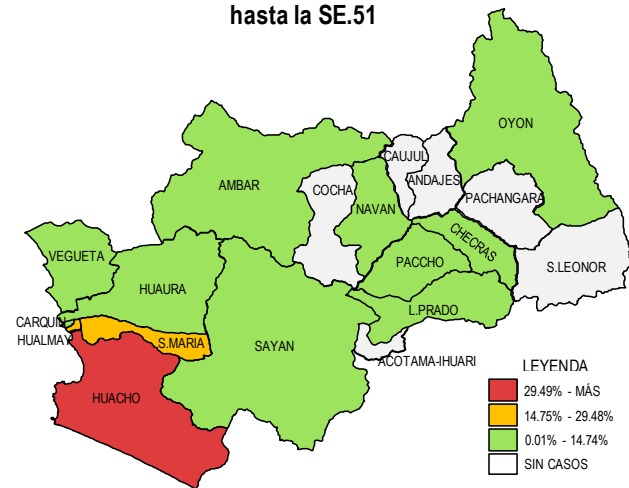 hasta la SE.51
OYON
CAUJUL
ANDAJES
AMBAR
COCHA
PACHANGARA
NAVAN
CHECRAS
VEGUETA
PACCHO
S.LEONOR
HUAURA
L.PRADO
CARQUIN
HUALMAY
S.MARIA
SAYAN
ACOTAMA-IHUARI
HUACHO
LEYENDA
29.49% - MÁS
14.75% - 29.48%
0.01% - 14.74%
SIN CASOS